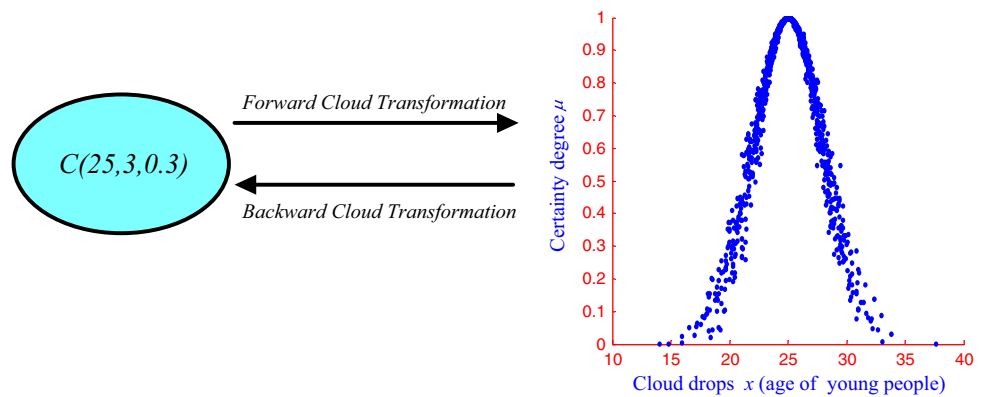 C(25,3,0.3)
Forward Cloud Transformation
Backward Cloud Transformation
Certainty degree μ
1
0.9
0.8
0.7
0.6
0.5
0.4
0.3
0.2
0.1
0
10 15 20 25 30 35 40
Cloud drops x (age of young people)